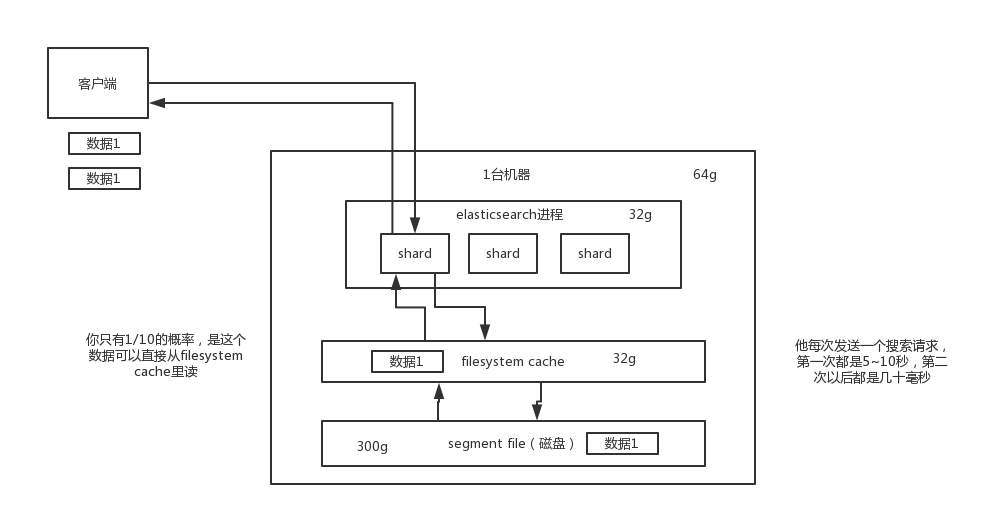 客户端
数据1
数据1
1台机器
64g
elasticsearch进程
32g
shard
shard
shard
你只有1/10的概率，是这个
数据可以直接从filesystem
cache里读
数据1
filesystem cache
32g
300g
segment file（磁盘）
数据1
他每次发送一个搜索请求，
第一次都是5~10秒，第二
次以后都是几十毫秒